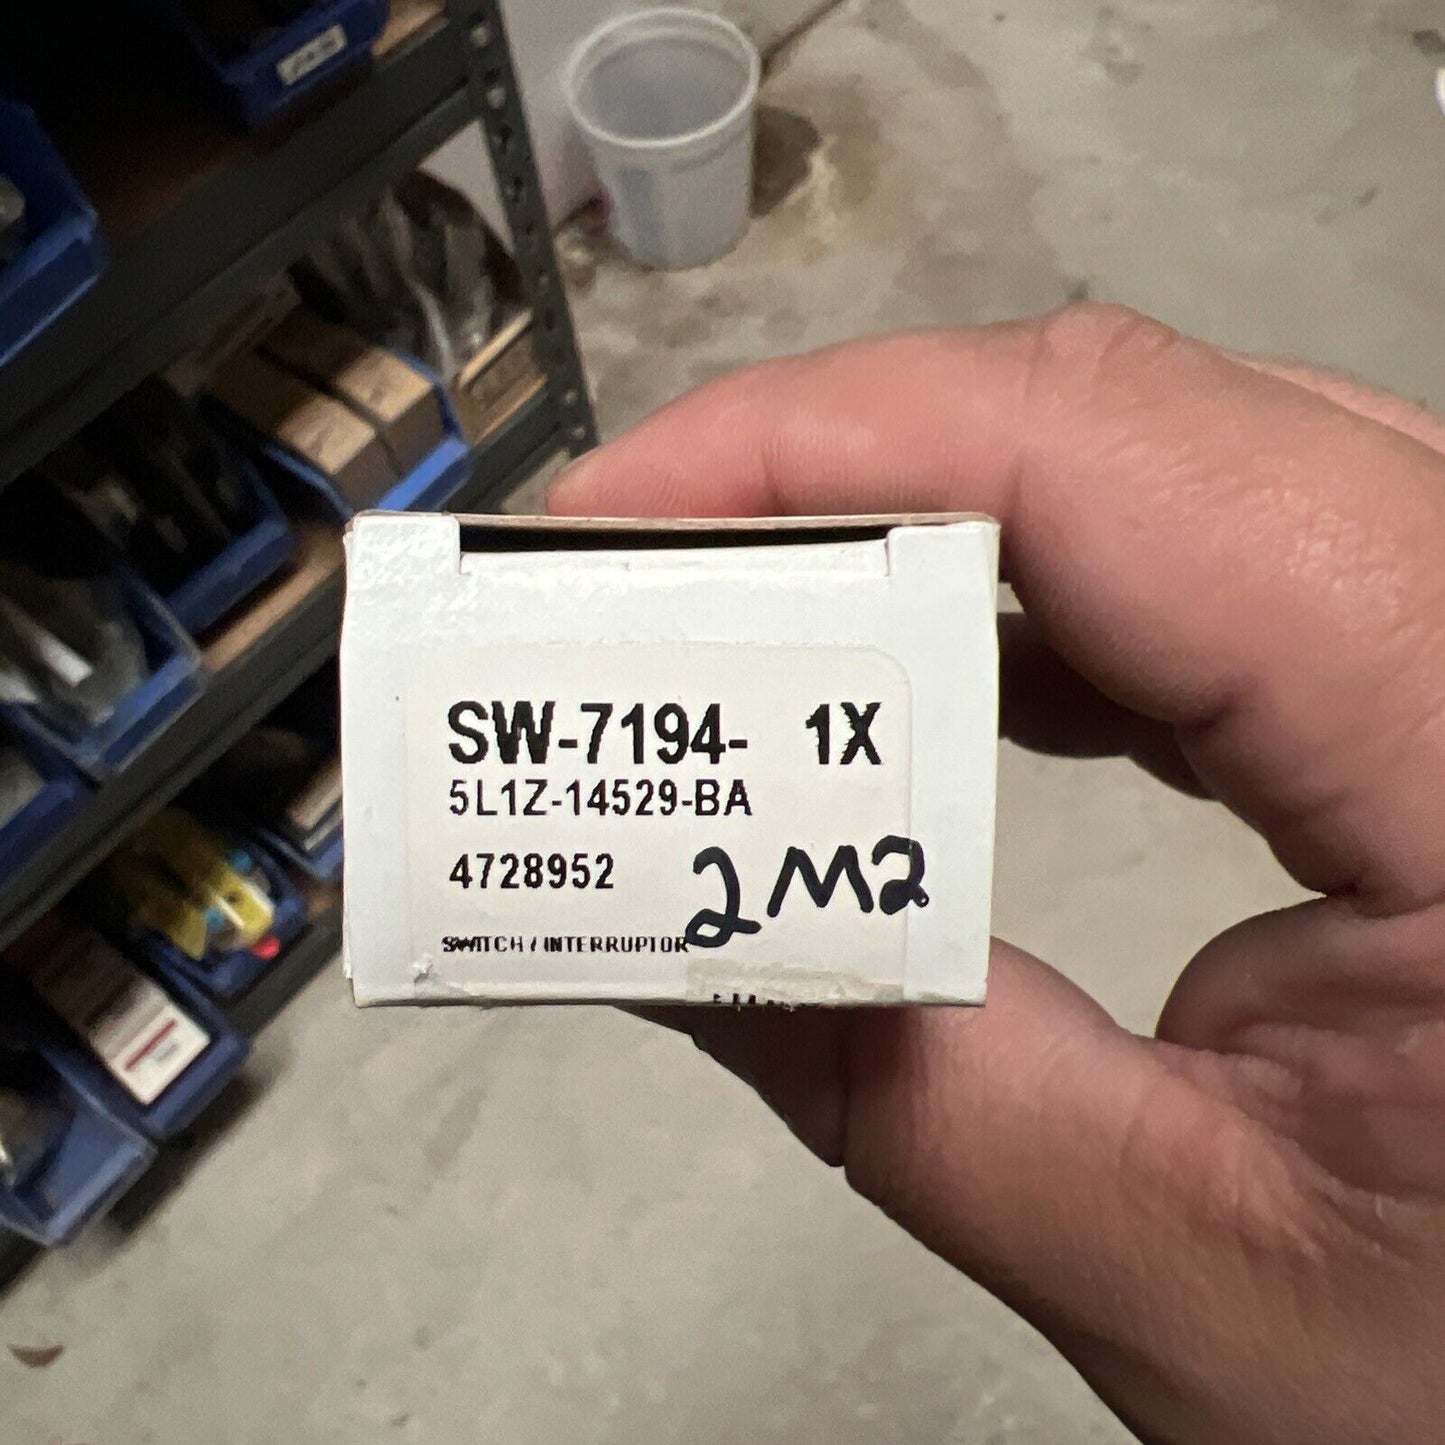 SW-7194- 1X
5L1Z-14529-BA
4728952
2M2
SWITCH / INTERRUPTOR